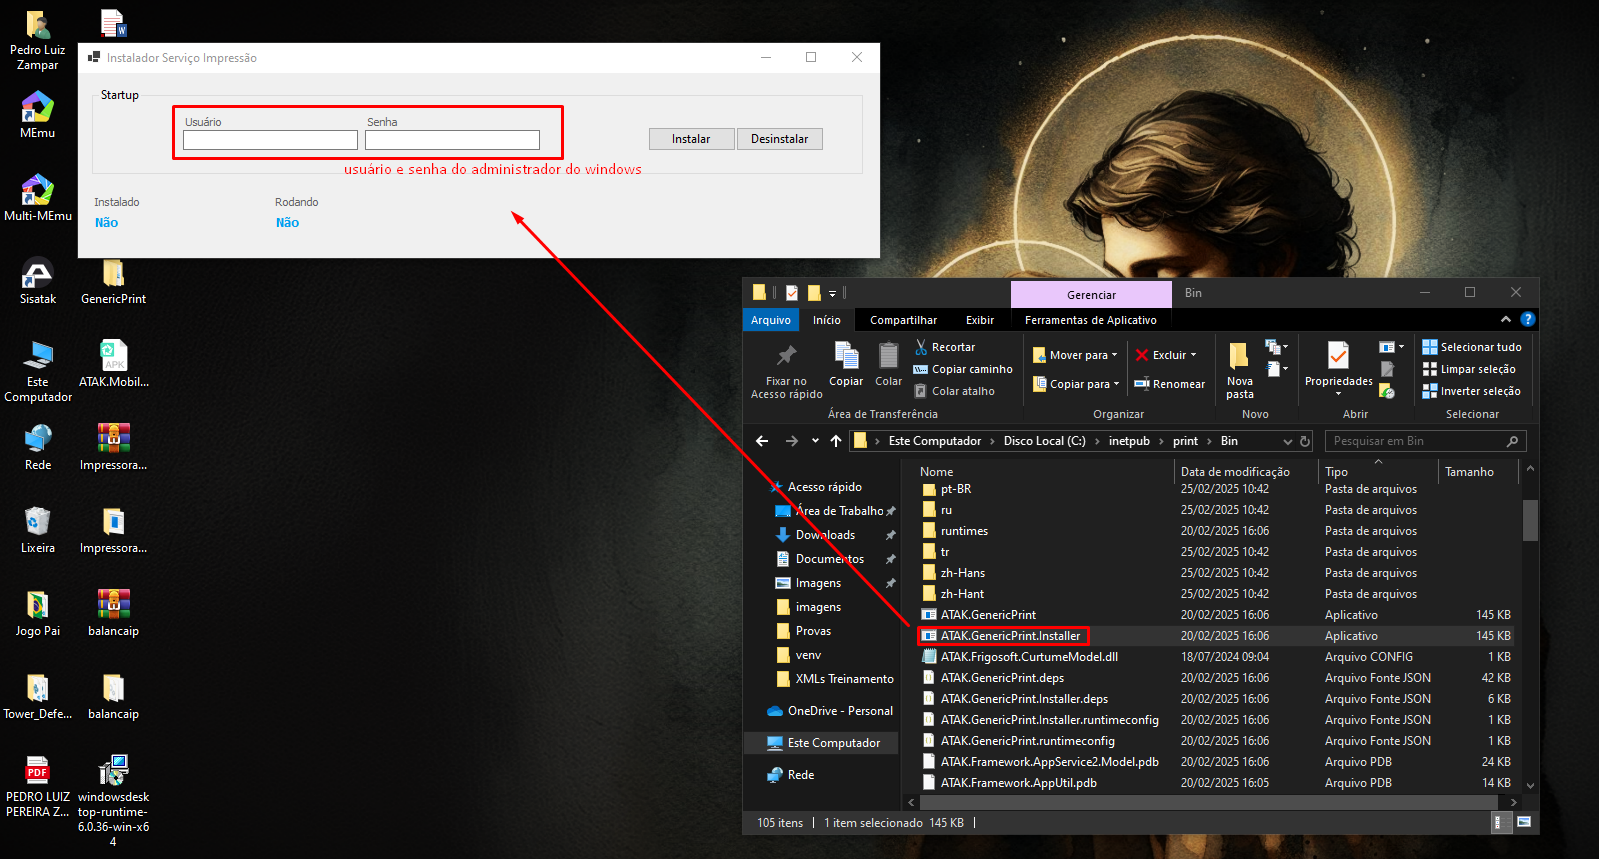 Pedro Luiz
Zampar
MEmu
Multi-MEmu
Sisatak
GenericPrint
Este
Computador
ATAK.Mobil...
Rede
Impressora...
Lixeira
Impressora...
Jogo Pai
balancaip
Tower_Defe...
balancaip
PEDRO LUIZ
PEREIRA Z...
windowsdesk
top-runtime-
6.0.36-win-x6
4
Instalador Serviço Impressão
Startup
Usuário Senha
Instalar Desinstalar
usuário e senha do administrador do windows
Instalado Rodando
Não Não
Gerenciar Bin
Arquivo Início Compartilhar Exibir Ferramentas de Aplicativo
Fixar no
Acesso rápido
Copiar
Colar
Recortar
Copiar caminho
Colar atalho
Área de Transferência
Mover para
Copiar para
Excluir
Renomear
Organizar
Nova
pasta
Novo
Propriedades
Abrir
Selecionar tudo
Limpar seleção
Inverter seleção
Selecionar
Este Computador Disco Local (C:) inetpub print Bin
Pesquisar em Bin
Acesso rápido
Área de Trabalho
Downloads
Documentos
Imagens
imagens
Provas
venv
XMLs Treinamento
OneDrive - Personal
Este Computador
Rede
Nome Data de modificação Tipo Tamanho
pt-BR 25/02/2025 10:42 Pasta de arquivos
ru 25/02/2025 10:42 Pasta de arquivos
runtimes 20/02/2025 16:06 Pasta de arquivos
tr 25/02/2025 10:42 Pasta de arquivos
zh-Hans 25/02/2025 10:42 Pasta de arquivos
zh-Hant 25/02/2025 10:42 Pasta de arquivos
ATAK.GenericPrint 20/02/2025 16:06 Aplicativo 145 KB
ATAK.GenericPrint.Installer 20/02/2025 16:06 Aplicativo 145 KB
ATAK.Frigosoft.CurtumeModel.dll 18/07/2024 09:04 Arquivo CONFIG 1 KB
ATAK.GenericPrint.deps 20/02/2025 16:06 Arquivo Fonte JSON 42 KB
ATAK.GenericPrint.Installer.deps 20/02/2025 16:06 Arquivo Fonte JSON 6 KB
ATAK.GenericPrint.Installer.runtimeconfig 20/02/2025 16:06 Arquivo Fonte JSON 1 KB
ATAK.GenericPrint.runtimeconfig 20/02/2025 16:06 Arquivo Fonte JSON 1 KB
ATAK.Framework.AppService2.Model.pdb 20/02/2025 16:06 Arquivo PDB 24 KB
ATAK.Framework.AppUtil.pdb 20/02/2025 16:05 Arquivo PDB 14 KB
105 itens 1 item selecionado 145 KB